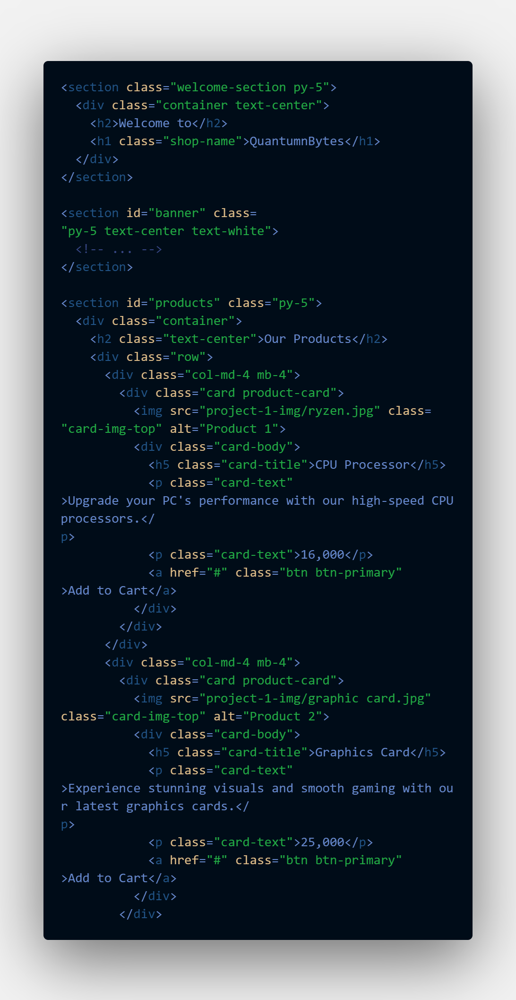 <section class="welcome-section py-5">
  <div class="container text-center">
    <h2>Welcome to</h2>
    <h1 class="shop-name">QuantumnBytes</h1>
  </div>
</section>

<section id="banner" class=
"py-5 text-center text-white">
  <!-- ... -->
</section>

<section id="products" class="py-5">
  <div class="container">
    <h2 class="text-center">Our Products</h2>
    <div class="row">
      <div class="col-md-4 mb-4">
        <div class="card product-card">
          <img src="project-1-img/ryzen.jpg" class=
"card-img-top" alt="Product 1">
          <div class="card-body">
            <h5 class="card-title">CPU Processor</h5>
            <p class="card-text"
>Upgrade your PC's performance with our high-speed CPU
processors.</
p>
            <p class="card-text">16,000</p>
            <a href="#" class="btn btn-primary"
>Add to Cart</a>
          </div>
        </div>
      </div>
      <div class="col-md-4 mb-4">
        <div class="card product-card">
          <img src="project-1-img/graphic card.jpg"
class="card-img-top" alt="Product 2">
          <div class="card-body">
            <h5 class="card-title">Graphics Card</h5>
            <p class="card-text"
>Experience stunning visuals and smooth gaming with ou
r latest graphics cards.</
p>
            <p class="card-text">25,000</p>
            <a href="#" class="btn btn-primary"
>Add to Cart</a>
          </div>
        </div>